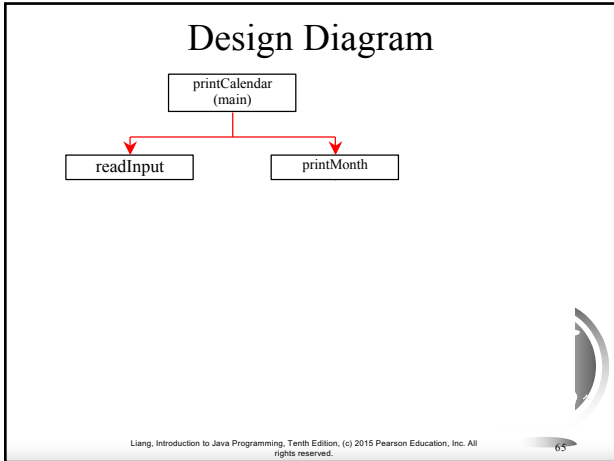 Design Diagram
printCalendar
(main)
readInput
printMonth
Liang, Introduction to Java Programming, Tenth Edition, (c) 2015 Pearson Education, Inc. All
rights reserved.
65